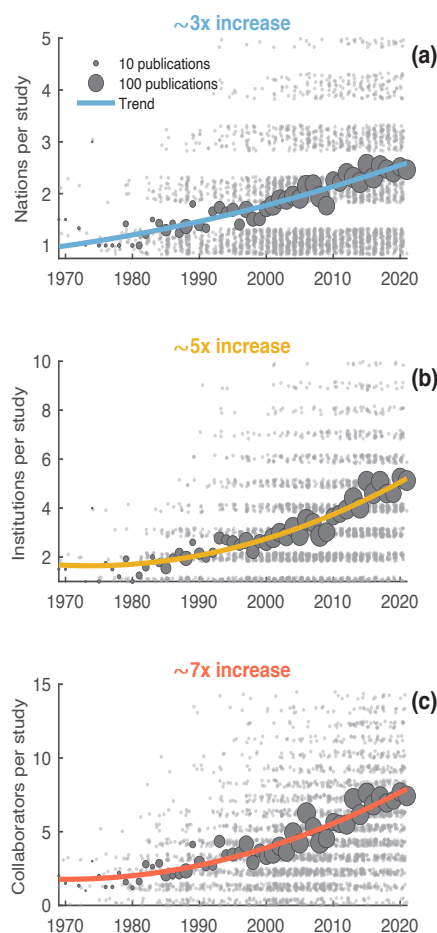 ~3x increase
(a)
10 publications
100 publications
Trend
Nations per study
5
4
3
2
1
1970 1980 1990 2000 2010 2020
~5x increase
(b)
Institutions per study
10
8
6
4
2
1970 1980 1990 2000 2010 2020
~7x increase
(c)
Collaborators per study
15
10
5
0
1970 1980 1990 2000 2010 2020